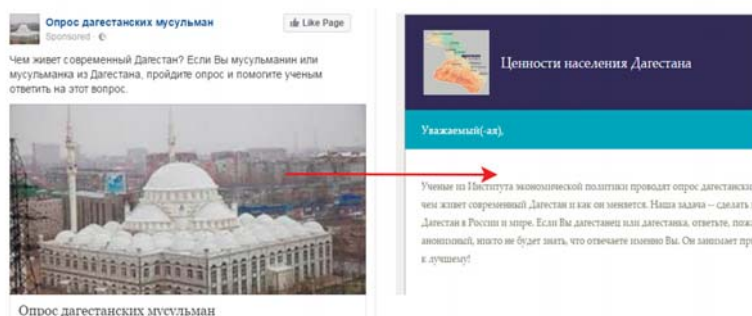 Опрос дагестанских мусульман
Sponsored ·
Like Page
Чем живет современный Дагестан? Если Вы мусульманин или
мусульманка из Дагестана, пройдите опрос и помогите ученым
ответить на этот вопрос.
Опрос дагестанских мусульман
Ценности населения Дагестана
Уважаемый(-ая),
Ученые из Института экономической политики проводят опрос
чем живет современный Дагестан и как он меняется. Наша задача – сделать
Дагестан в России и мире. Если Вы дагестанец или дагестанка, ответьте,
анонимный, никто не будет знать, что отвечаете именно Вы. Он занимает
к лучшему!